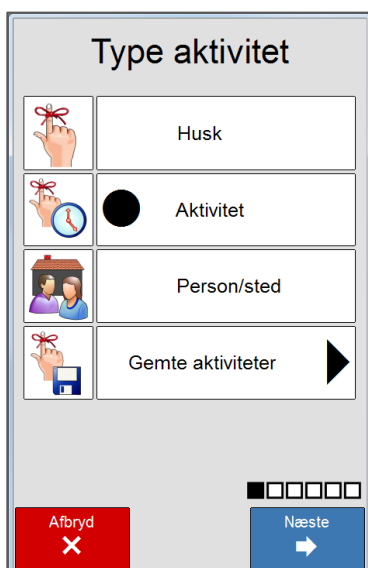 Type aktivitet
Husk
Aktivitet
Person/sted
Gemte aktiviteter
Afbryd
Næste